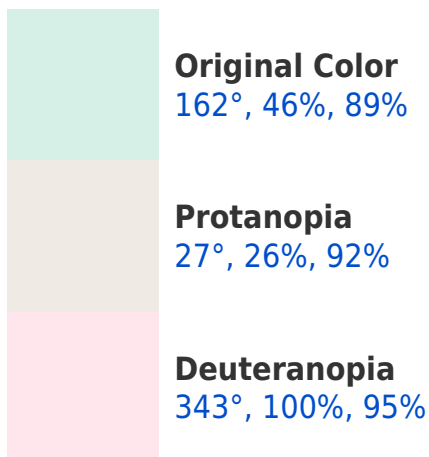 Original Color
162°, 46%, 89%
Protanopia
27°, 26%, 92%
Deuteranopia
343°, 100%, 95%